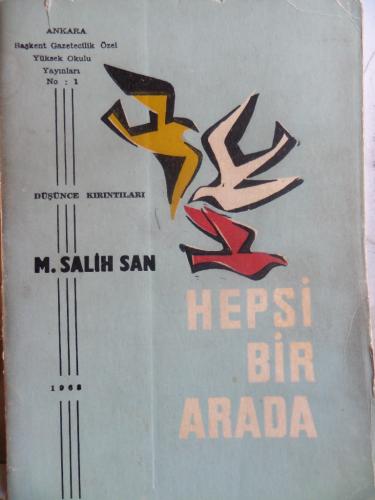 ANKARA
Başkent Gazetecilik Özel
Yüksek Okulu
Yayınları
No : 1
DÜŞÜNCE KIRINTILARI
M. SALİH SAN
HEPSİ
BİR
ARADA
1968